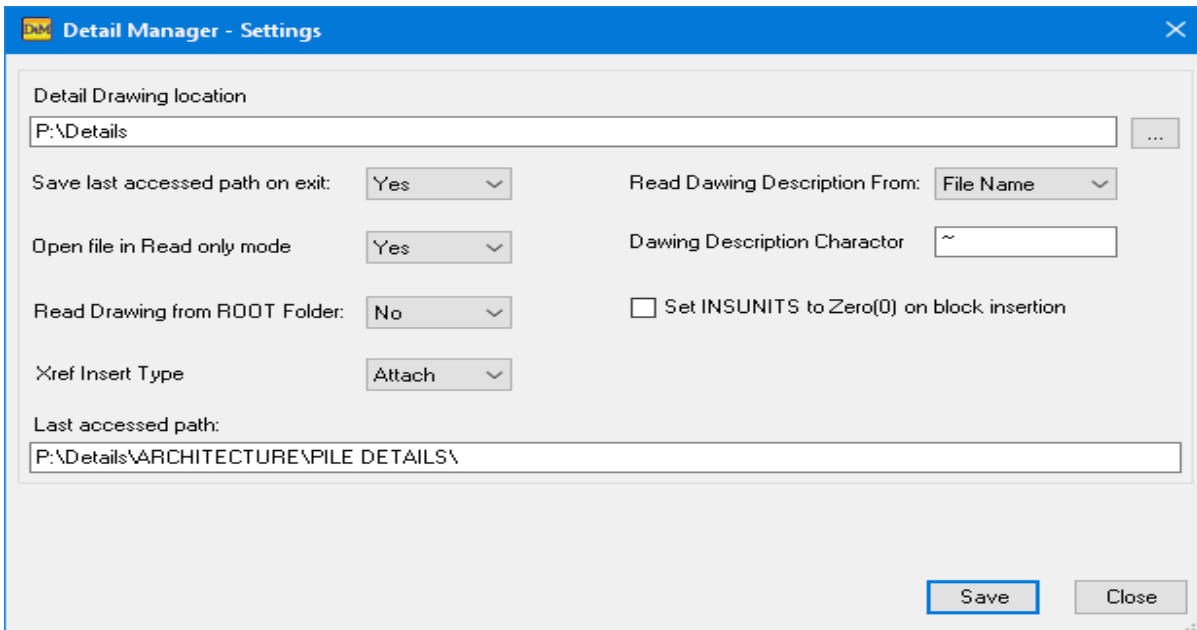 DtM Detail Manager - Settings
Detail Drawing location
P:\Details
...
Save last accessed path on exit: Yes Read Dawing Description From: File Name
Open file in Read only mode Yes Dawing Description Charactor ~
Read Drawing from ROOT Folder: No Set INSUNITS to Zero(0) on block insertion
Xref Insert Type Attach
Last accessed path:
P:\Details\ARCHITECTURE\PILE DETAILS\
Save Close